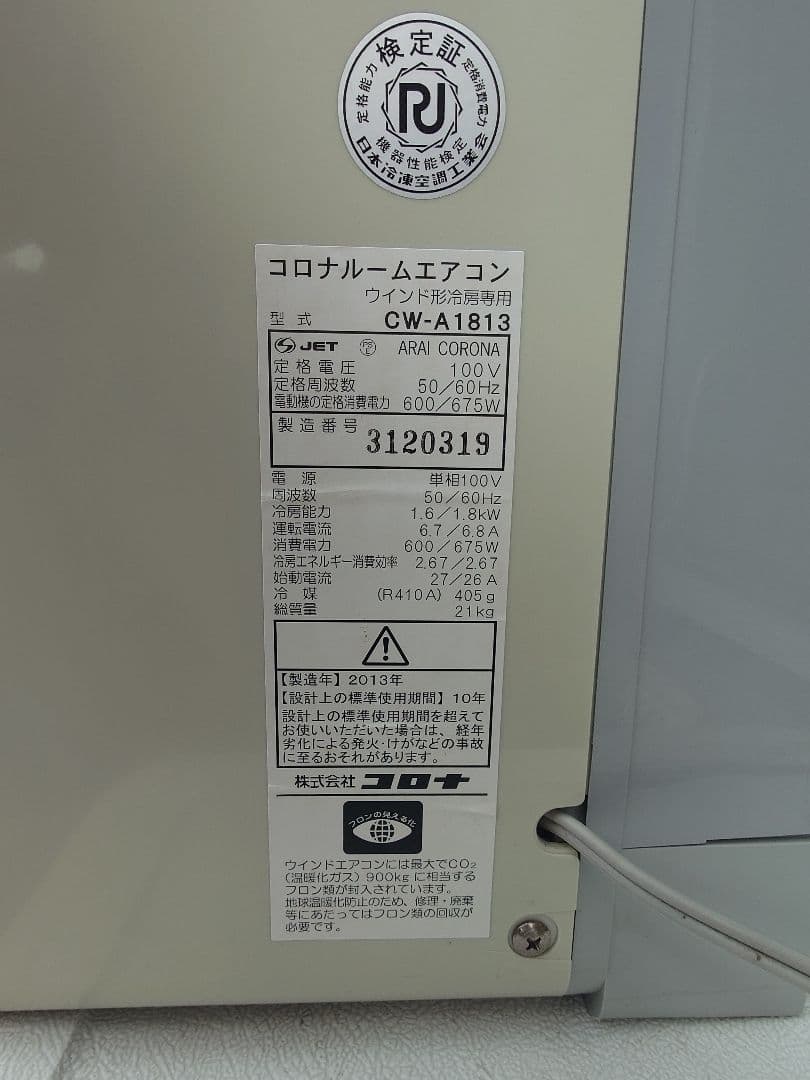 検定証
定格能力
定格消費電力
RJ
機器性能検定
日本冷凍空調工業会
コロナルームエアコン
ウインド形冷房専用
型式 CW-A1813
JET PSE ARAI CORONA
定格電圧 100V
定格周波数 50/60Hz
電動機の定格消費電力 600/675W
製造番号 3120319
電源 単相100V
周波数 50/60Hz
冷房能力 1.6/1.8kW
運転電流 6.7/6.8A
消費電力 600/675W
冷房エネルギー消費効率 2.67/2.67
始動電流 27/26A
冷媒 (R410A) 405g
総質量 21kg
【製造年】2013年
【設計上の標準使用期間】10年
設計上の標準使用期間を超えて
お使いいただいた場合は、経年
劣化による発火・けがなどの事故
に至るおそれがあります。
株式会社コロナ
フロンの見える化
ウインドエアコンには最大でCO₂
(温暖化ガス)900kgに相当する
フロン類が封入されています。
地球温暖化防止のため、修理・廃棄
等にあたってはフロン類の回収が
必要です。